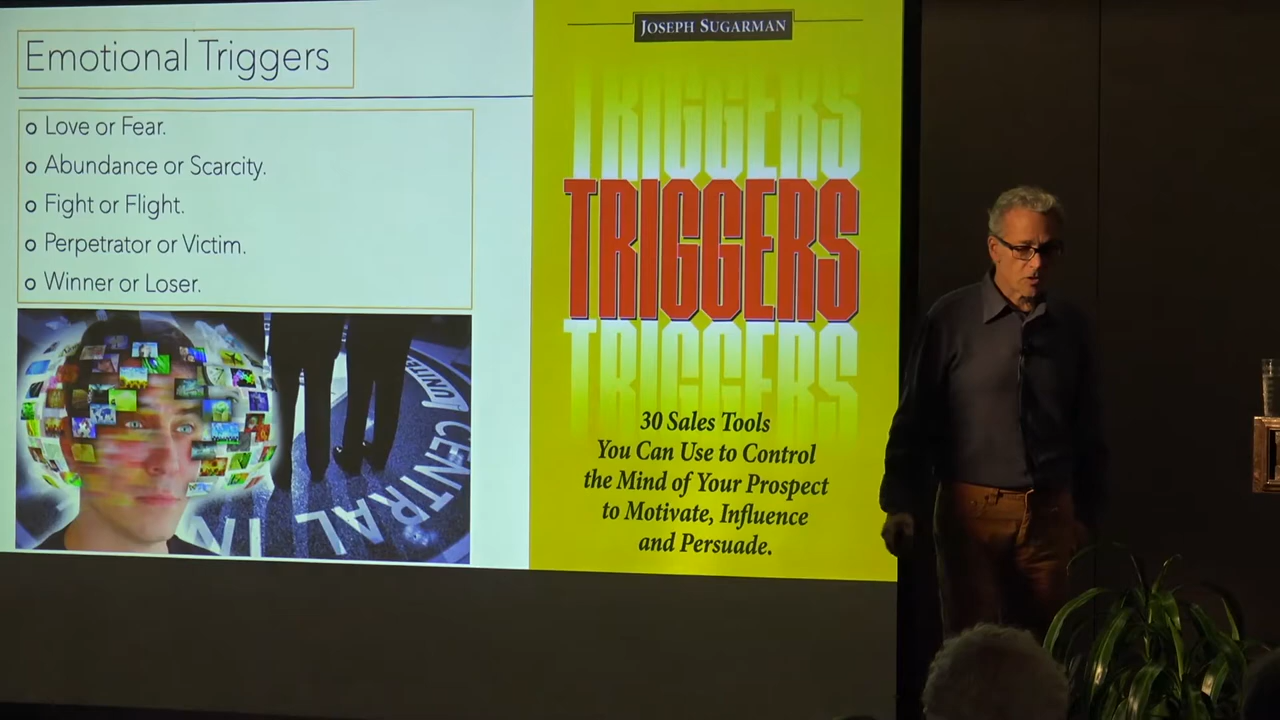 Emotional Triggers
o Love or Fear.
o Abundance or Scarcity.
o Fight or Flight.
o Perpetrator or Victim.
o Winner or Loser.
CENTRAL
IN
JOSEPH SUGARMAN
TRIGGERS
TRIGGERS
TRIGGERS
30 Sales Tools
You Can Use to Control
the Mind of Your Prospect
to Motivate, Influence
and Persuade.